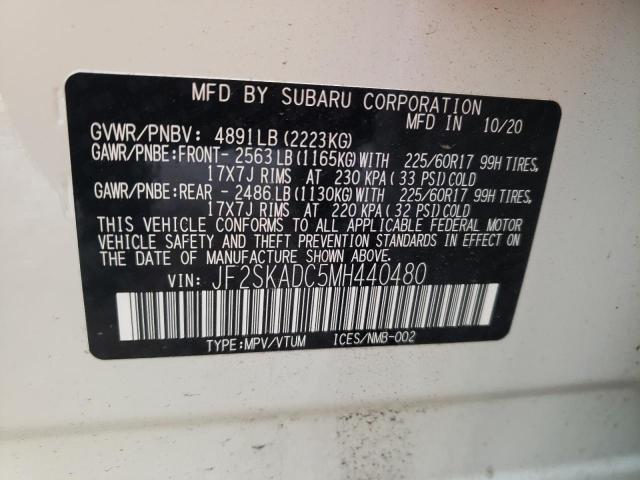 MFD BY SUBARU CORPORATION
GVWR/PNBV: 4891LB (2223KG) MFD IN 10/20
GAWR/PNBE:FRONT- 2563LB (1165KG) WITH 225/60R17 99H TIRES,
17X7J RIMS AT 230 KPA (33 PSI) COLD
GAWR/PNBE:REAR - 2486LB (1130KG) WITH 225/60R17 99H TIRES,
17X7J RIMS AT 220 KPA (32 PSI) COLD
THIS VEHICLE CONFORMS TO ALL APPLICABLE FEDERAL MOTOR
VEHICLE SAFETY AND THEFT PREVENTION STANDARDS IN EFFECT ON
THE DATE OF MANUFACTURE SHOWN ABOVE.
VIN: JF2SKADC5MH440480
TYPE:MPV/VTUM ICES/NMB-002